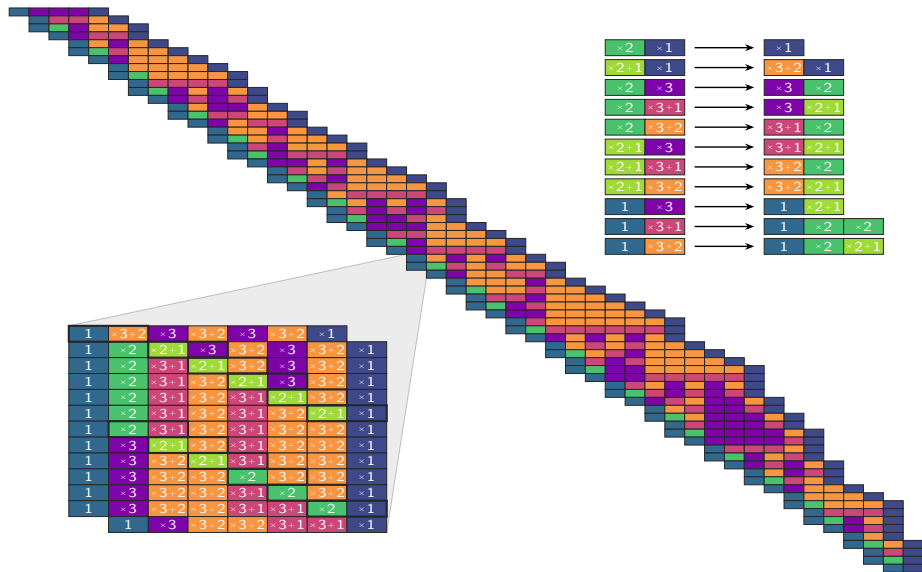 ×2 ×1 ×1
×2+1 ×1 ×3+2 ×1
×2 ×3 ×3 ×2
×2 ×3+1 ×3 ×2+1
×2 ×3+2 ×3+1 ×2
×2+1 ×3 ×3+1 ×2+1
×2+1 ×3+1 ×3+2 ×2
×2+1 ×3+2 ×3+2 ×2+1
1 ×3 1 ×2+1
1 ×3+1 1 ×2 ×2
1 ×3+2 1 ×2 ×2+1
1 ×3+2 ×3 ×3+2 ×3 ×3+2 ×1
1 ×2 ×2+1 ×3 ×3+2 ×3 ×3+2 ×1
1 ×2 ×3+1 ×2+1 ×3+2 ×3 ×3+2 ×1
1 ×2 ×3+1 ×3+2 ×2+1 ×3 ×3+2 ×1
1 ×2 ×3+1 ×3+2 ×3+1 ×2+1 ×3+2 ×1
1 ×2 ×3+1 ×3+2 ×3+1 ×3+2 ×2+1 ×1
1 ×2 ×3+1 ×3+2 ×3+1 ×3+2 ×3+2 ×1
1 ×3 ×2+1 ×3+2 ×3+1 ×3+2 ×3+2 ×1
1 ×3 ×3+2 ×2+1 ×3+1 ×3+2 ×3+2 ×1
1 ×3 ×3+2 ×3+2 ×2 ×3+2 ×3+2 ×1
1 ×3 ×3+2 ×3+2 ×3+1 ×2 ×3+2 ×1
1 ×3 ×3+2 ×3+2 ×3+1 ×3+1 ×2 ×1
1 ×3 ×3+2 ×3+2 ×3+1 ×3+1 ×1